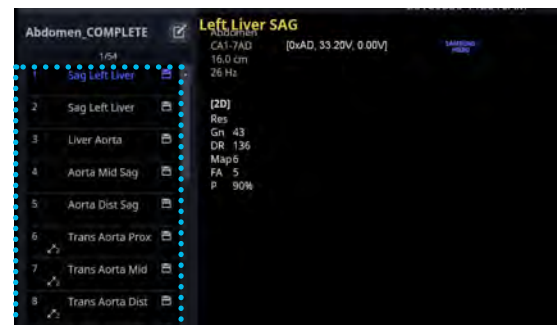 Abdomen_COMPLETE
1/54
1 Sag Left Liver
2 Sag Left Liver
3 Liver Aorta
4 Aorta Mid Sag
5 Aorta Dist Sag
6 Trans Aorta Prox
7 Trans Aorta Mid
8 Trans Aorta Dist
Left Liver SAG
Abdomen
CA1-7AD [0xAD, 33.20V, 0.00V]
16.0 cm
26 Hz
SAMSUNG
[2D]
Res
Gn 43
DR 136
Map6
FA 5
P 90%